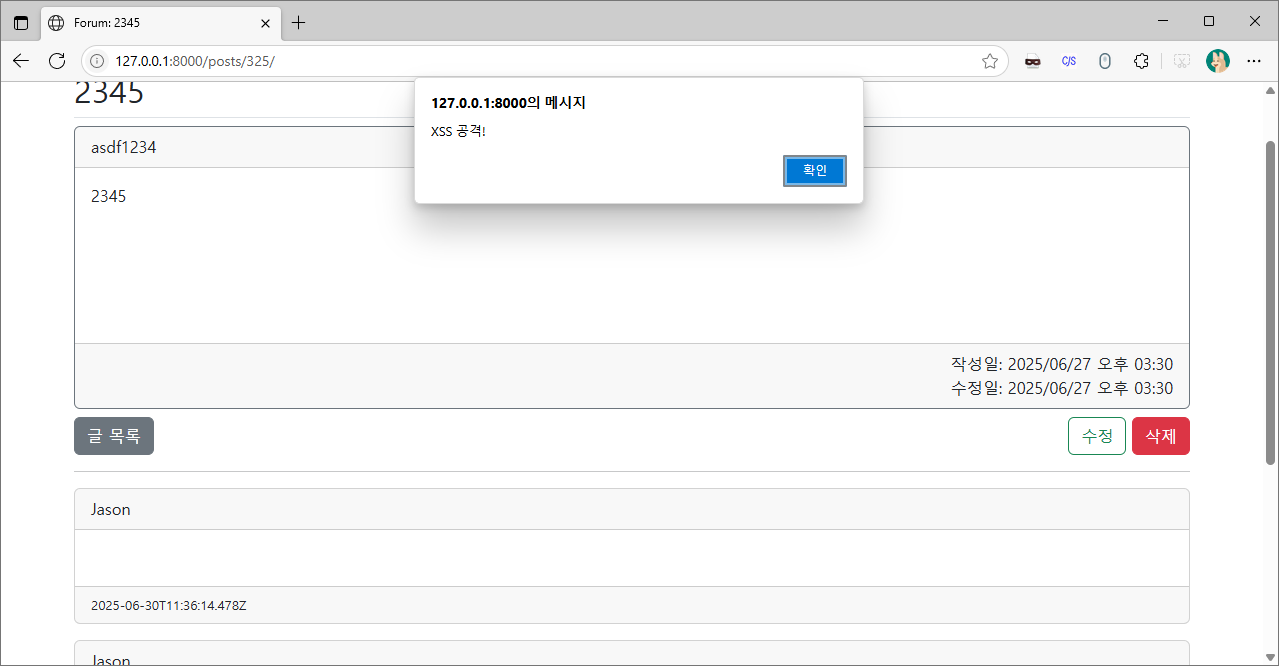 Forum: 2345
127.0.0.1:8000/posts/325/
C/S
127.0.0.1:8000의 메시지
XSS 공격!
확인
2345
asdf1234
2345
작성일: 2025/06/27 오후 03:30
수정일: 2025/06/27 오후 03:30
글 목록
수정
삭제
Jason
2025-06-30T11:36:14.478Z
Jason